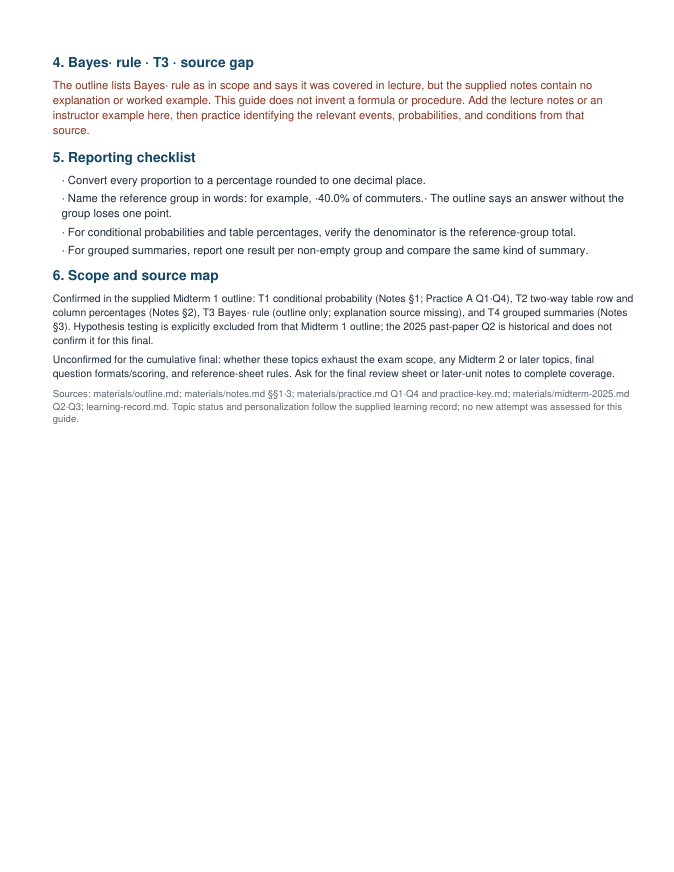 4. Bayes· rule · T3 · source gap
The outline lists Bayes· rule as in scope and says it was covered in lecture, but the supplied notes contain no
explanation or worked example. This guide does not invent a formula or procedure. Add the lecture notes or an
instructor example here, then practice identifying the relevant events, probabilities, and conditions from that
source.
5. Reporting checklist
· Convert every proportion to a percentage rounded to one decimal place.
· Name the reference group in words: for example, ·40.0% of commuters.· The outline says an answer without the
group loses one point.
· For conditional probabilities and table percentages, verify the denominator is the reference-group total.
· For grouped summaries, report one result per non-empty group and compare the same kind of summary.
6. Scope and source map
Confirmed in the supplied Midterm 1 outline: T1 conditional probability (Notes §1; Practice A Q1·Q4), T2 two-way table row and
column percentages (Notes §2), T3 Bayes· rule (outline only; explanation source missing), and T4 grouped summaries (Notes
§3). Hypothesis testing is explicitly excluded from that Midterm 1 outline; the 2025 past-paper Q2 is historical and does not
confirm it for this final.
Unconfirmed for the cumulative final: whether these topics exhaust the exam scope, any Midterm 2 or later topics, final
question formats/scoring, and reference-sheet rules. Ask for the final review sheet or later-unit notes to complete coverage.
Sources: materials/outline.md; materials/notes.md §§1·3; materials/practice.md Q1·Q4 and practice-key.md; materials/midterm-2025.md
Q2·Q3; learning-record.md. Topic status and personalization follow the supplied learning record; no new attempt was assessed for this
guide.